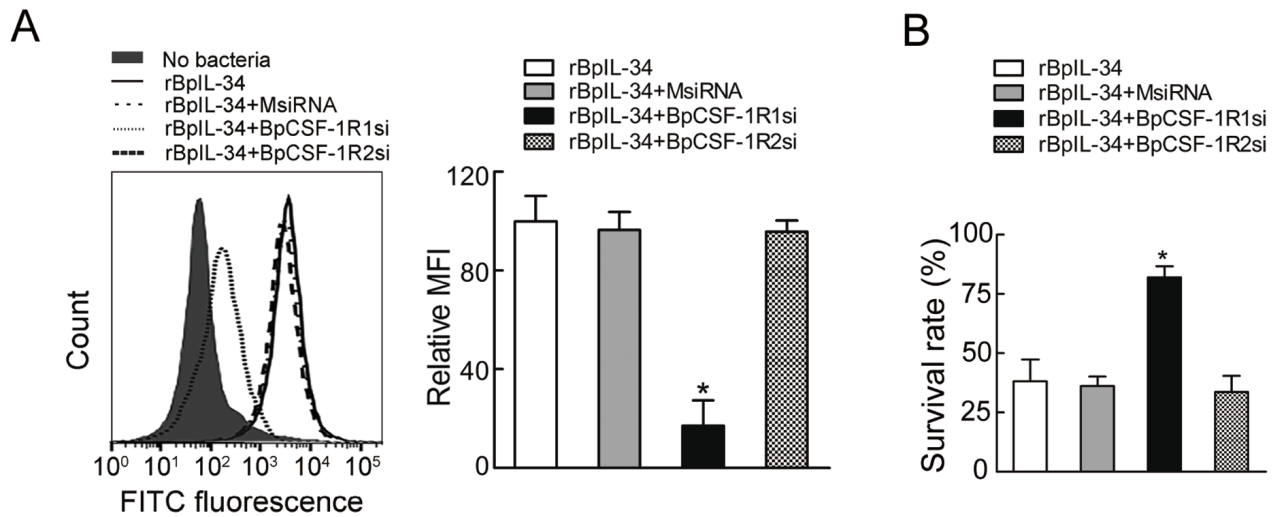 A
No bacteria
rBpIL-34
rBpIL-34+MsiRNA
rBpIL-34+BpCSF-1R1si
rBpIL-34+BpCSF-1R2si
Count
10⁰ 10¹ 10² 10³ 10⁴ 10⁵
FITC fluorescence
rBpIL-34
rBpIL-34+MsiRNA
rBpIL-34+BpCSF-1R1si
rBpIL-34+BpCSF-1R2si
Relative MFI
120
80
40
0
*
B
rBpIL-34
rBpIL-34+MsiRNA
rBpIL-34+BpCSF-1R1si
rBpIL-34+BpCSF-1R2si
Survival rate (%)
100
75
50
25
0
*